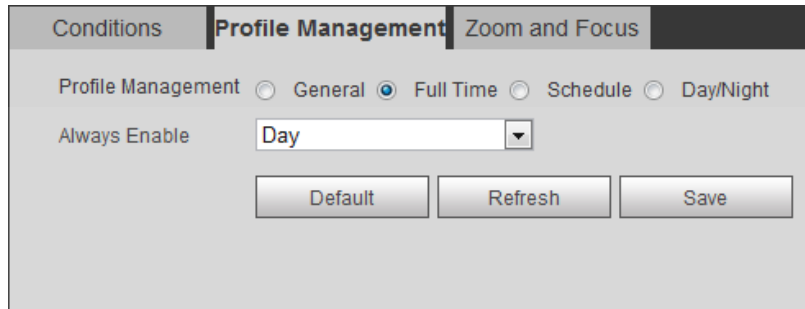 Conditions Profile Management Zoom and Focus
Profile Management General Full Time Schedule Day/Night
Always Enable Day
Default Refresh Save